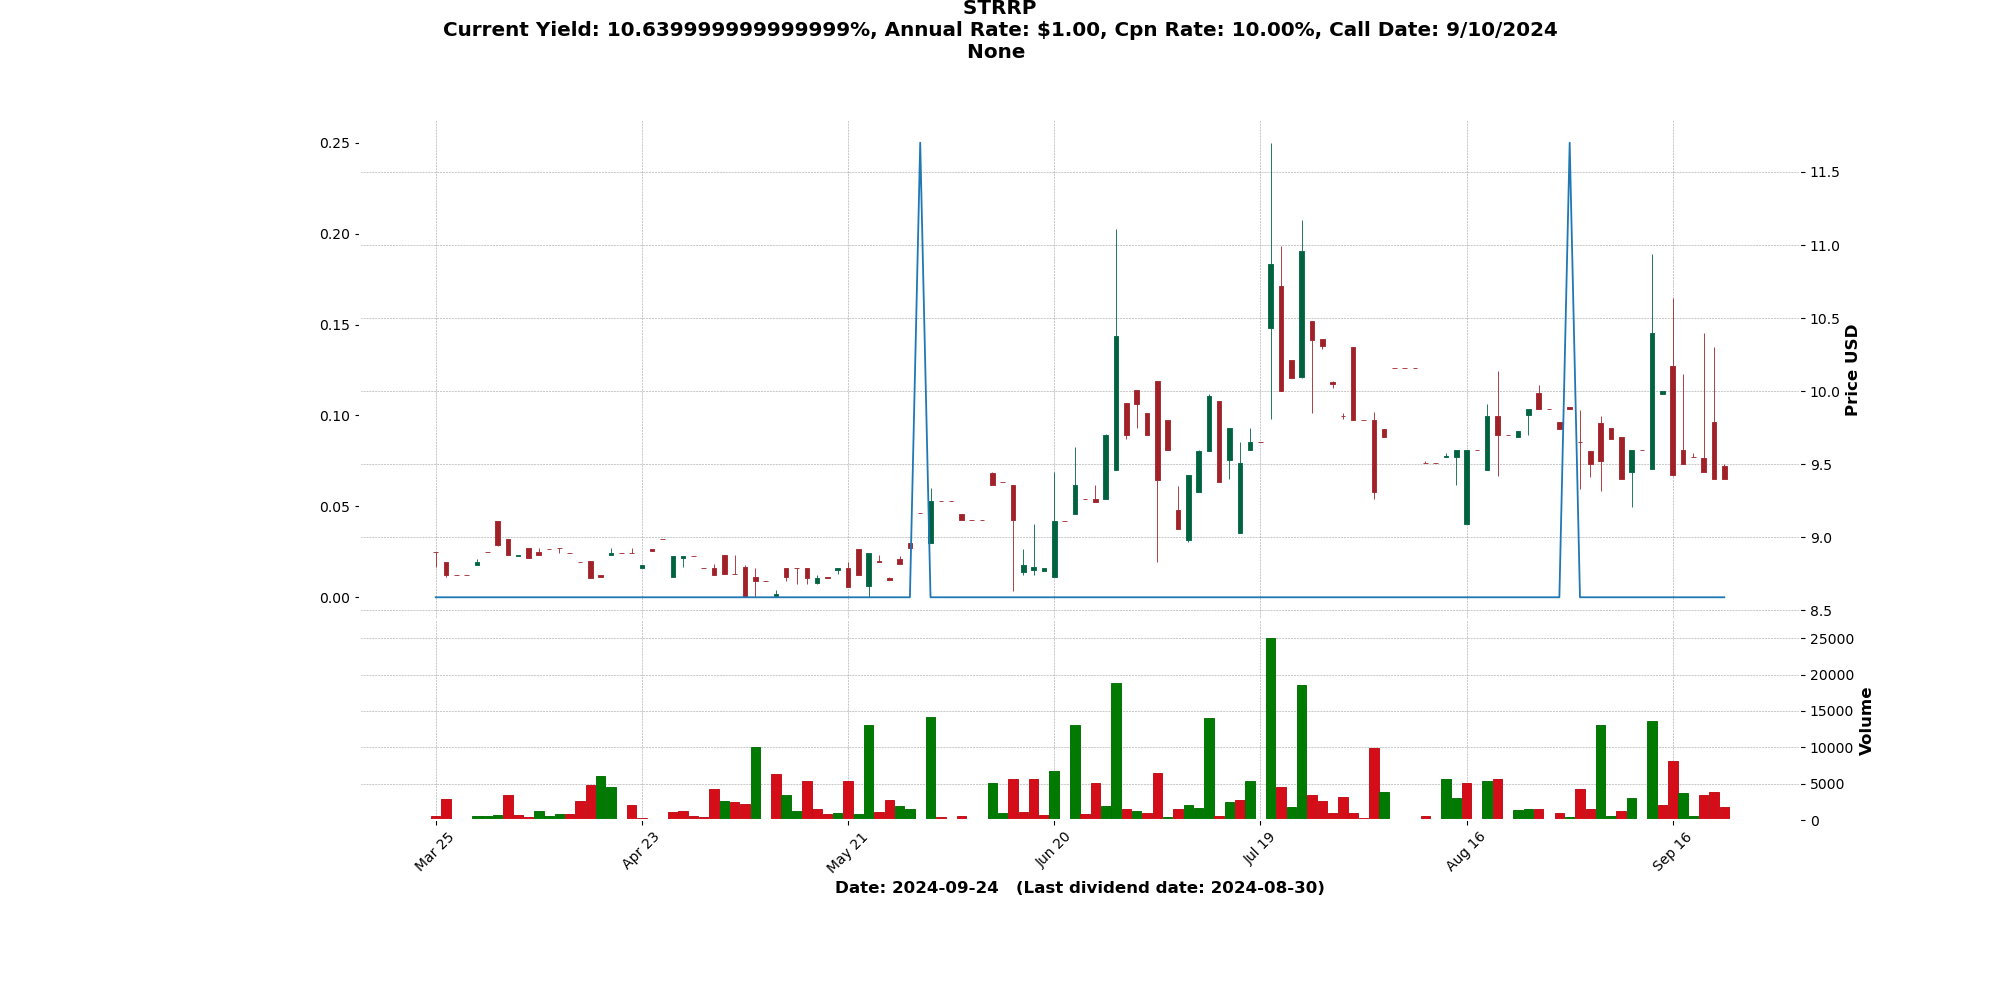 STRRP
Current Yield: 10.639999999999999%, Annual Rate: $1.00, Cpn Rate: 10.00%, Call Date: 9/10/2024
None
0.25
0.20
0.15
0.10
0.05
0.00
11.5
11.0
10.5
10.0
9.5
9.0
8.5
Price USD
25000
20000
15000
10000
5000
0
Volume
Mar 25
Apr 23
May 21
Jun 20
Jul 19
Aug 16
Sep 16
Date: 2024-09-24 (Last dividend date: 2024-08-30)